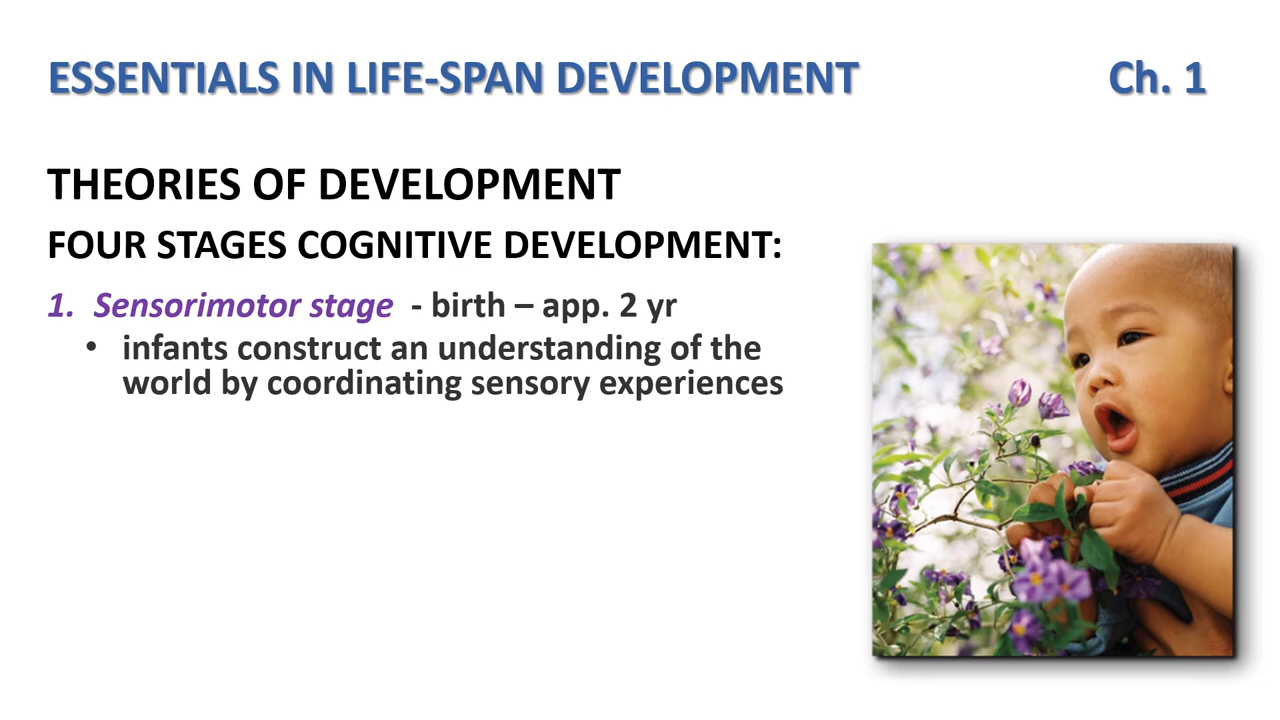 ESSENTIALS IN LIFE-SPAN DEVELOPMENT Ch. 1
THEORIES OF DEVELOPMENT
FOUR STAGES COGNITIVE DEVELOPMENT:
1. Sensorimotor stage - birth – app. 2 yr
• infants construct an understanding of the
world by coordinating sensory experiences